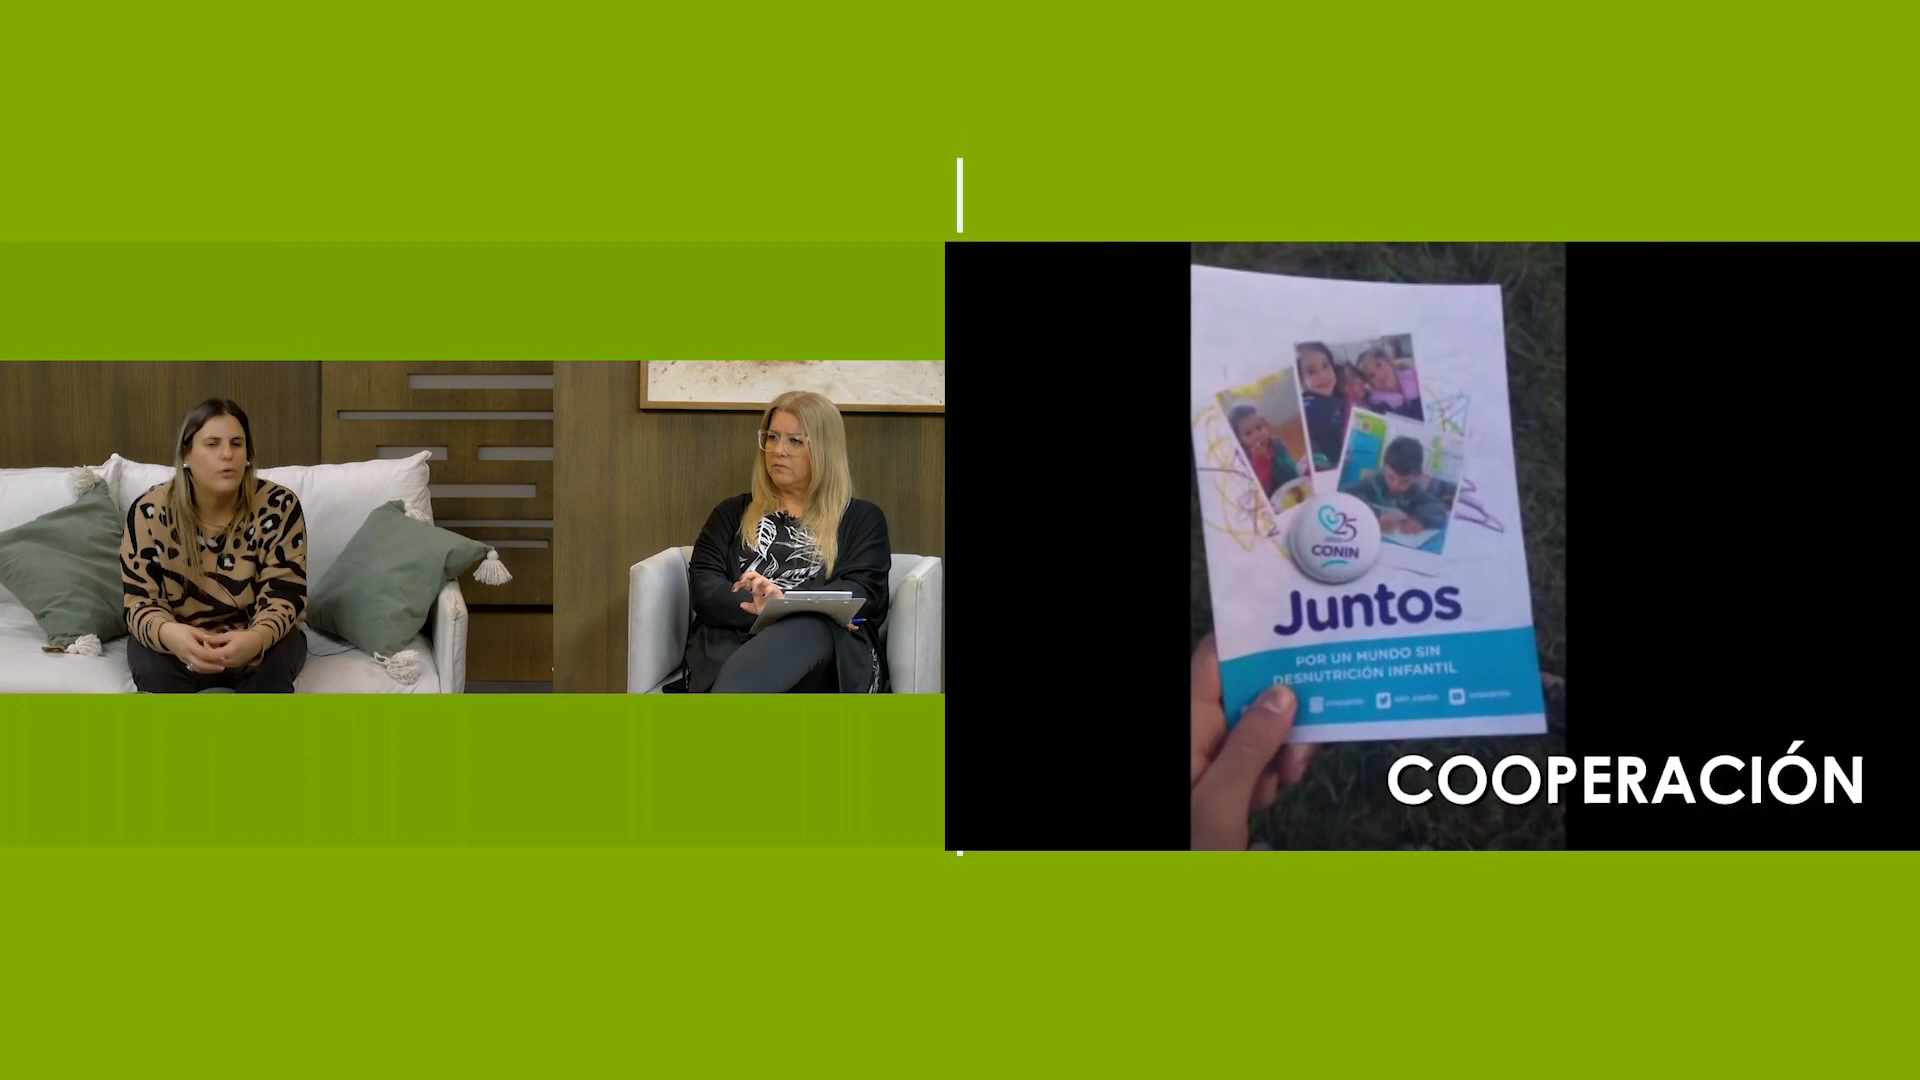 25
CONIN
Juntos
POR UN MUNDO SIN
DESNUTRICIÓN INFANTIL
COOPERACIÓN